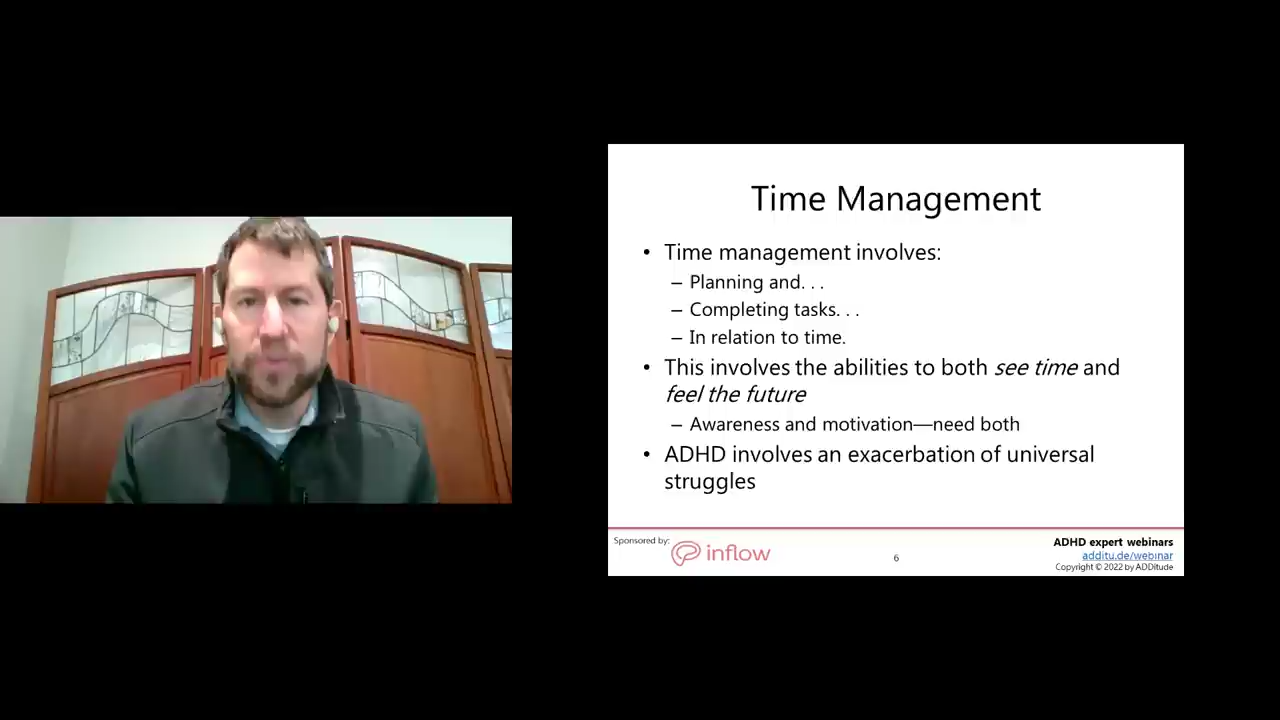 Time Management
• Time management involves:
– Planning and. . .
– Completing tasks. . .
– In relation to time.
• This involves the abilities to both see time and
feel the future
– Awareness and motivation—need both
• ADHD involves an exacerbation of universal
struggles
Sponsored by:
inflow
6
ADHD expert webinars
additu.de/webinar
Copyright © 2022 by ADDitude